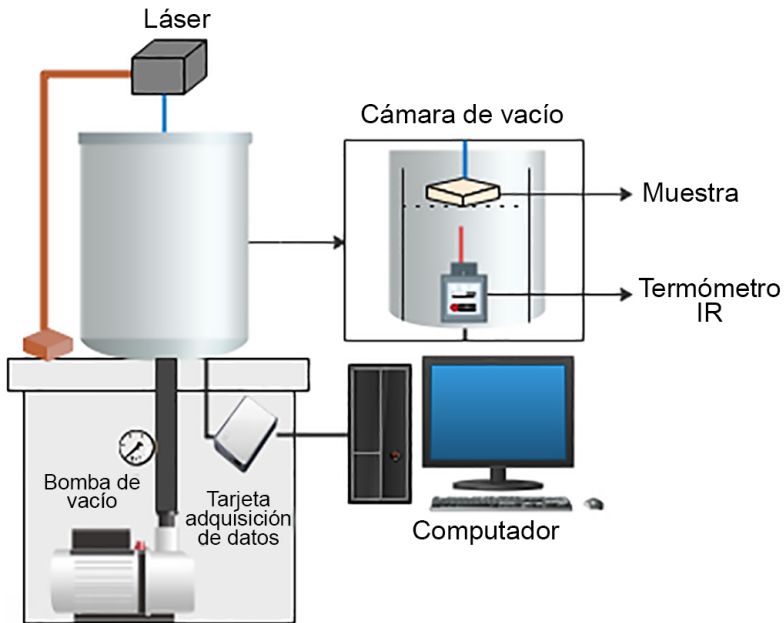 Láser
Cámara de vacío
Muestra
Termómetro
IR
Bomba de
vacío
Tarjeta
adquisición
de datos
Computador